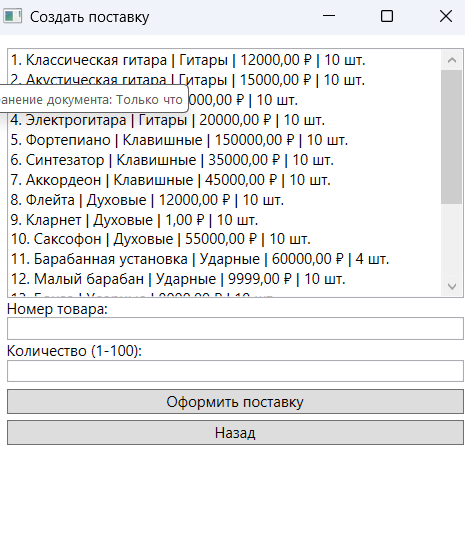 Создать поставку
1. Классическая гитара | Гитары | 12000,00 ₽ | 10 шт.
2. Акустическая гитара | Гитары | 15000,00 ₽ | 10 шт.
анение документа: Только что 000,00 ₽ | 10 шт.
4. Электрогитара | Гитары | 20000,00 ₽ | 10 шт.
5. Фортепиано | Клавишные | 150000,00 ₽ | 10 шт.
6. Синтезатор | Клавишные | 35000,00 ₽ | 10 шт.
7. Аккордеон | Клавишные | 45000,00 ₽ | 10 шт.
8. Флейта | Духовые | 12000,00 ₽ | 10 шт.
9. Кларнет | Духовые | 1,00 ₽ | 10 шт.
10. Саксофон | Духовые | 55000,00 ₽ | 10 шт.
11. Барабанная установка | Ударные | 60000,00 ₽ | 4 шт.
12. Малый барабан | Ударные | 9999,00 ₽ | 10 шт.
Номер товара:
Количество (1-100):
Оформить поставку
Назад